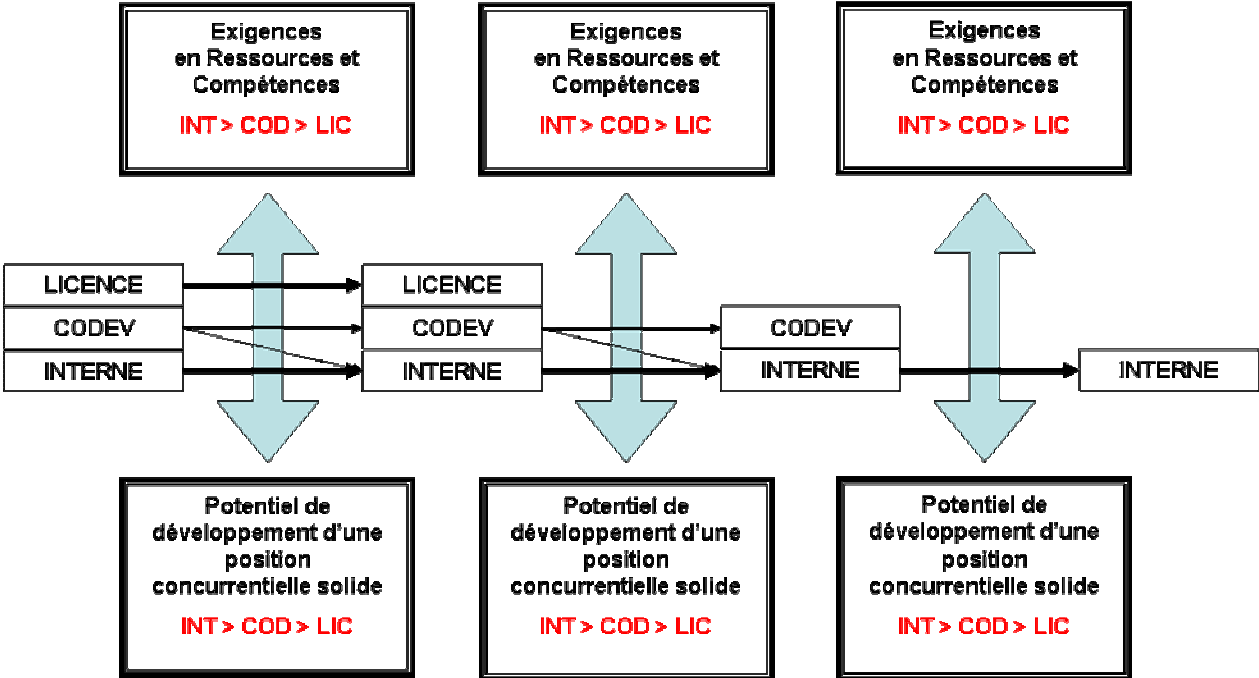 Exigences
en Ressources et
Compétences
INT > COD > LIC
Exigences
en Ressources et
Compétences
INT > COD > LIC
Exigences
en Ressources et
Compétences
INT > COD > LIC
LICENCE
CODEV
INTERNE
LICENCE
CODEV
INTERNE
CODEV
INTERNE
INTERNE
Potentiel de
développement d'une
position
concurrentielle solide
INT > COD > LIC
Potentiel de
développement d'une
position
concurrentielle solide
INT > COD > LIC
Potentiel de
développement d'une
position
concurrentielle solide
INT > COD > LIC